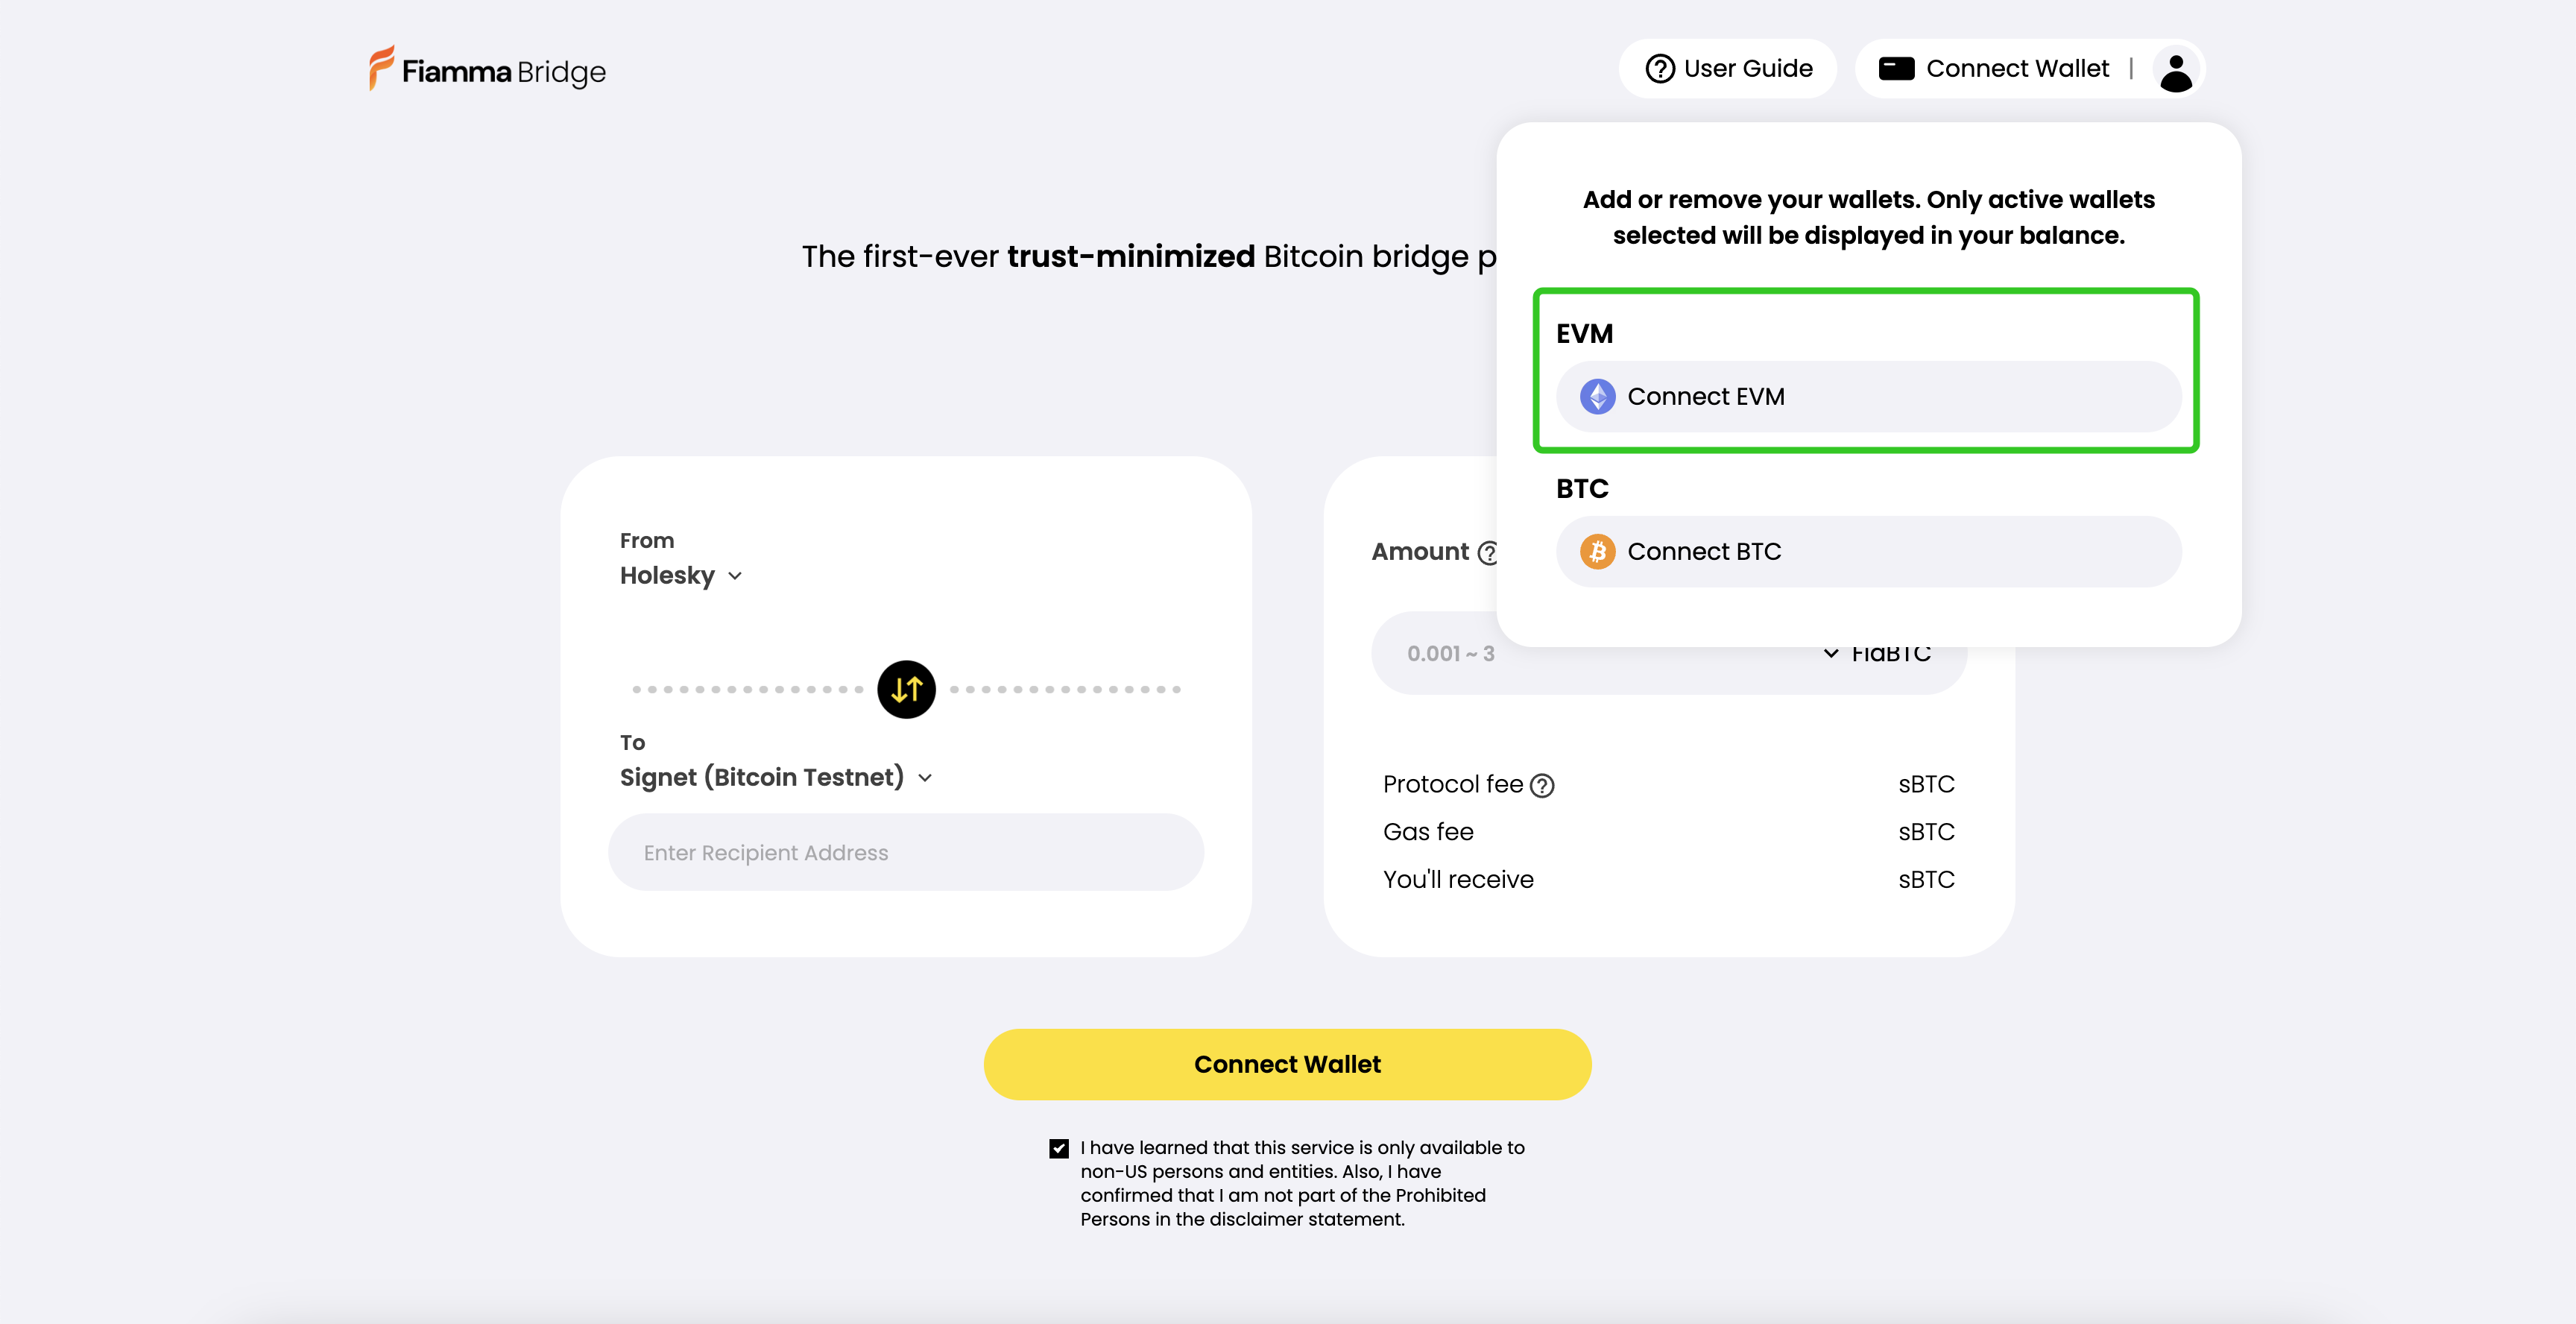 Fiamma Bridge
User Guide
Connect Wallet |
Add or remove your wallets. Only active wallets
selected will be displayed in your balance.
EVM
Connect EVM
BTC
Connect BTC
The first-ever trust-minimized Bitcoin bridge p
From
Holesky
To
Signet (Bitcoin Testnet)
Enter Recipient Address
Amount
0.001 ~ 3
FiaBTC
Protocol fee
sBTC
Gas fee
sBTC
You'll receive
sBTC
Connect Wallet
I have learned that this service is only available to
non-US persons and entities. Also, I have
confirmed that I am not part of the Prohibited
Persons in the disclaimer statement.